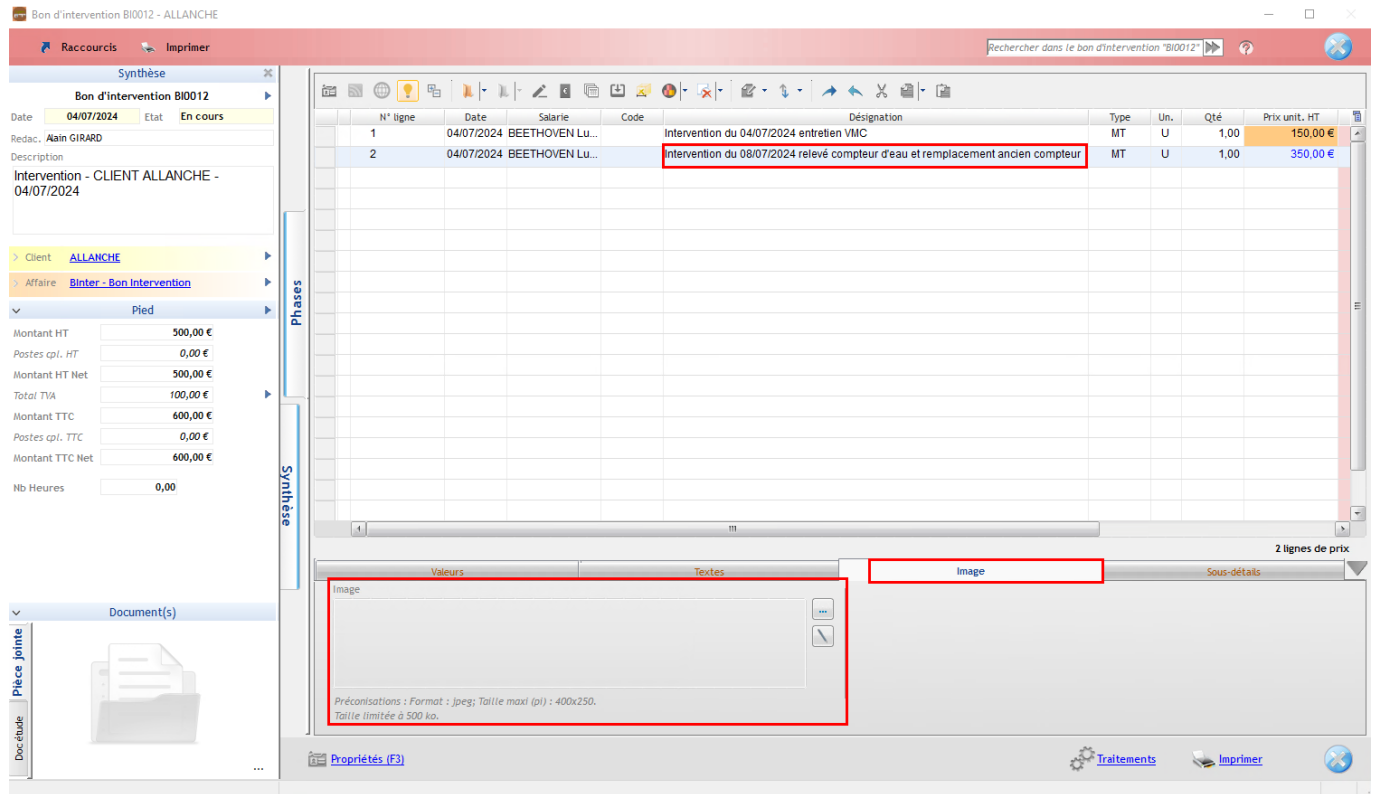 Bon d'intervention BI0012 - ALLANCHE
Raccourcis Imprimer
Rechercher dans le bon d'intervention "BI0012"
Synthèse
Bon d'intervention BI0012
Date 04/07/2024 Etat En cours
Redac. Alain GIRARD
Description
Intervention - CLIENT ALLANCHE -
04/07/2024
Client ALLANCHE
Affaire BInter - Bon Intervention
Pied
Montant HT 500,00 €
Postes cpl. HT 0,00 €
Montant HT Net 500,00 €
Total TVA 100,00 €
Montant TTC 600,00 €
Postes cpl. TTC 0,00 €
Montant TTC Net 600,00 €
Nb Heures 0,00
Document(s)
Pièce jointe
Doc étude
...
Phases
Synthèse
N° ligne Date Salarie Code Désignation Type Un. Qté Prix unit. HT
1 04/07/2024 BEETHOVEN Lu... Intervention du 04/07/2024 entretien VMC MT U 1,00 150,00 €
2 04/07/2024 BEETHOVEN Lu... Intervention du 08/07/2024 relevé compteur d'eau et remplacement ancien compteur MT U 1,00 350,00 €
2 lignes de prix
Valeurs Textes Image Sous-détails
Image
...
Préconisations : Format : jpeg; Taille maxi (pi) : 400x250.
Taille limitée à 500 ko.
Propriétés (F3) Traitements Imprimer